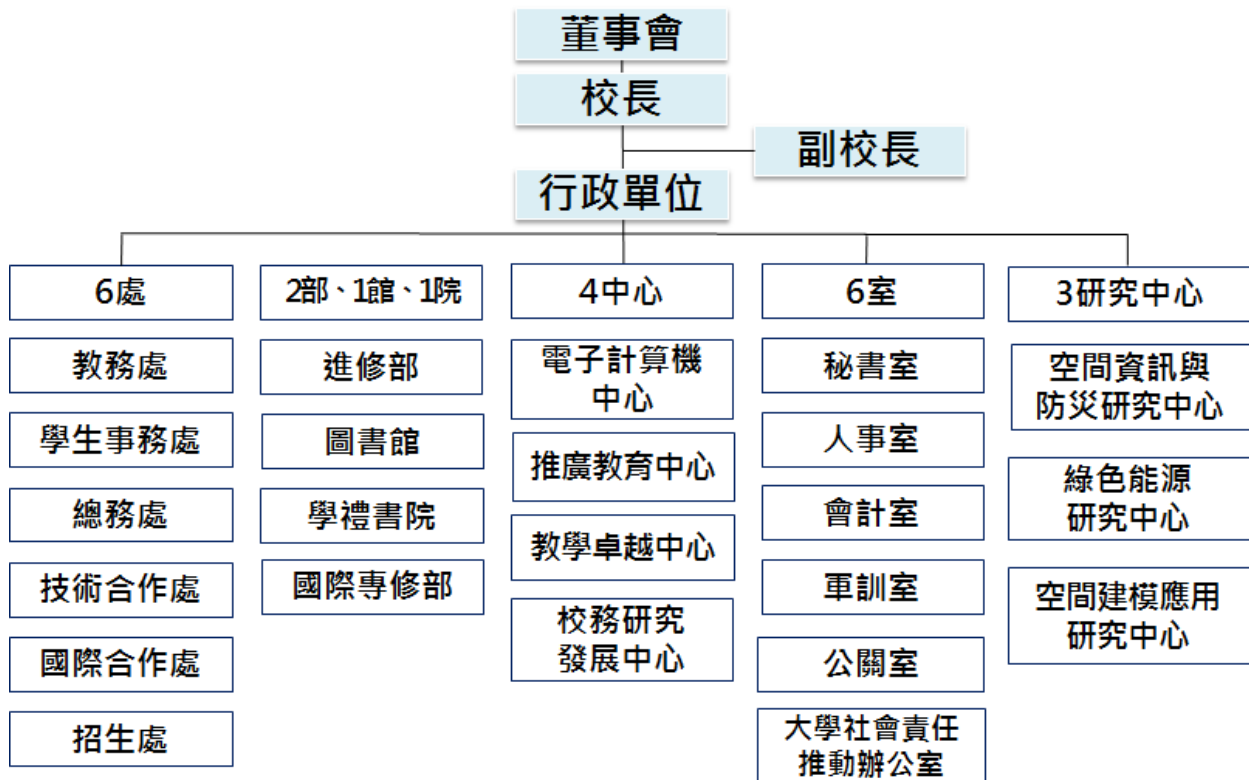 董事會
校長
副校長
行政單位
6處
教務處
學生事務處
總務處
技術合作處
國際合作處
招生處
2部、1館、1院
進修部
圖書館
學禮書院
國際專修部
4中心
電子計算機
中心
推廣教育中心
教學卓越中心
校務研究
發展中心
6室
秘書室
人事室
會計室
軍訓室
公關室
大學社會責任
推動辦公室
3研究中心
空間資訊與
防災研究中心
綠色能源
研究中心
空間建模應用
研究中心